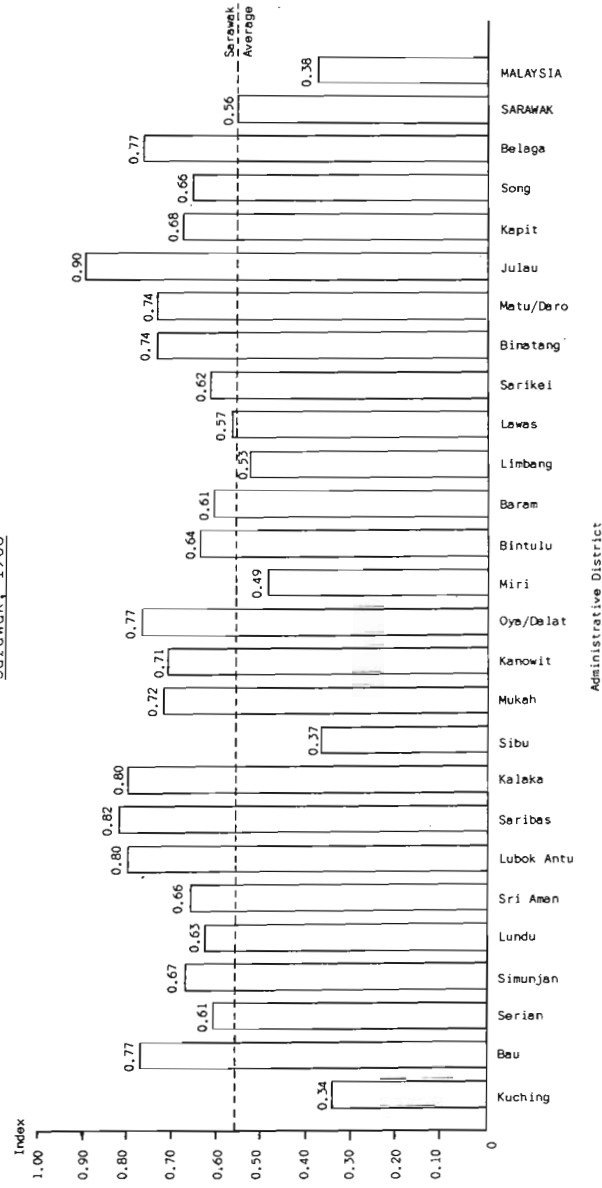 Sarawak,
Index
1.00
0.90
0.80
0.70
0.60
0.50
0.40
0.30
0.20
0.10
0
Sarawak
Average
0.34
0.77
0.61
0.67
0.63
0.66
0.80
0.82
0.80
0.37
0.72
0.71
0.77
0.49
0.64
0.61
0.53
0.57
0.62
0.74
0.74
0.90
0.68
0.66
0.77
0.56
0.38
Kuching
Bau
Serian
Simunjan
Lundu
Sri Aman
Lubok Antu
Saribas
Kalaka
Sibu
Mukah
Kanowit
Oya/Dalat
Miri
Bintulu
Baram
Limbang
Lawas
Sarikei
Binatang
Matu/Daro
Julau
Kapit
Song
Belaga
SARAWAK
MALAYSIA
Administrative District